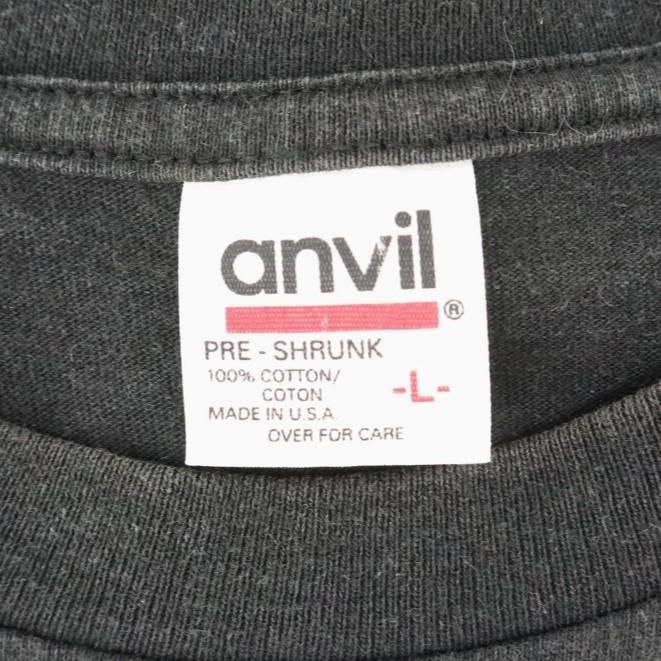 anvil ®
PRE - SHRUNK
100% COTTON/
COTON
-L-
MADE IN U.S.A.
OVER FOR CARE